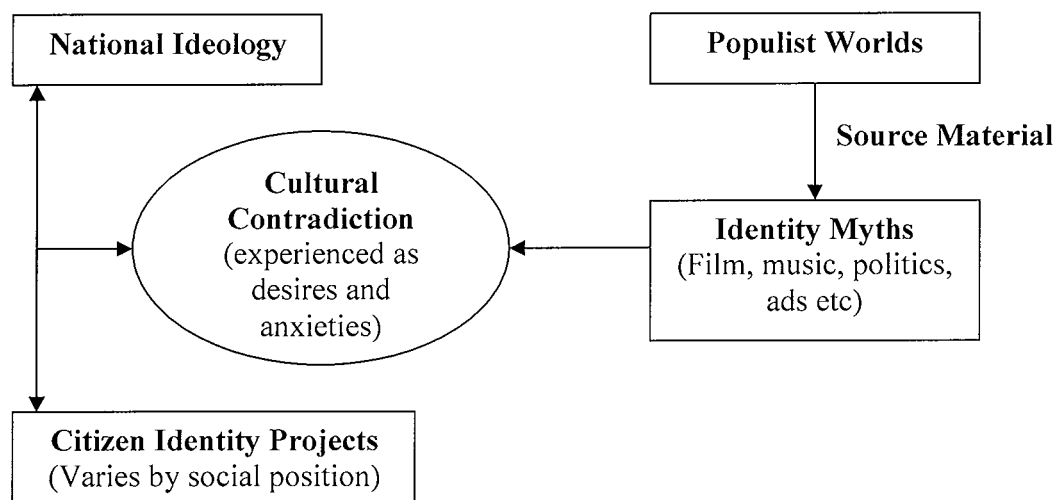 National Ideology
Populist Worlds
Source Material
Cultural
Contradiction
(experienced as
desires and
anxieties)
Identity Myths
(Film, music, politics,
ads etc)
Citizen Identity Projects
(Varies by social position)